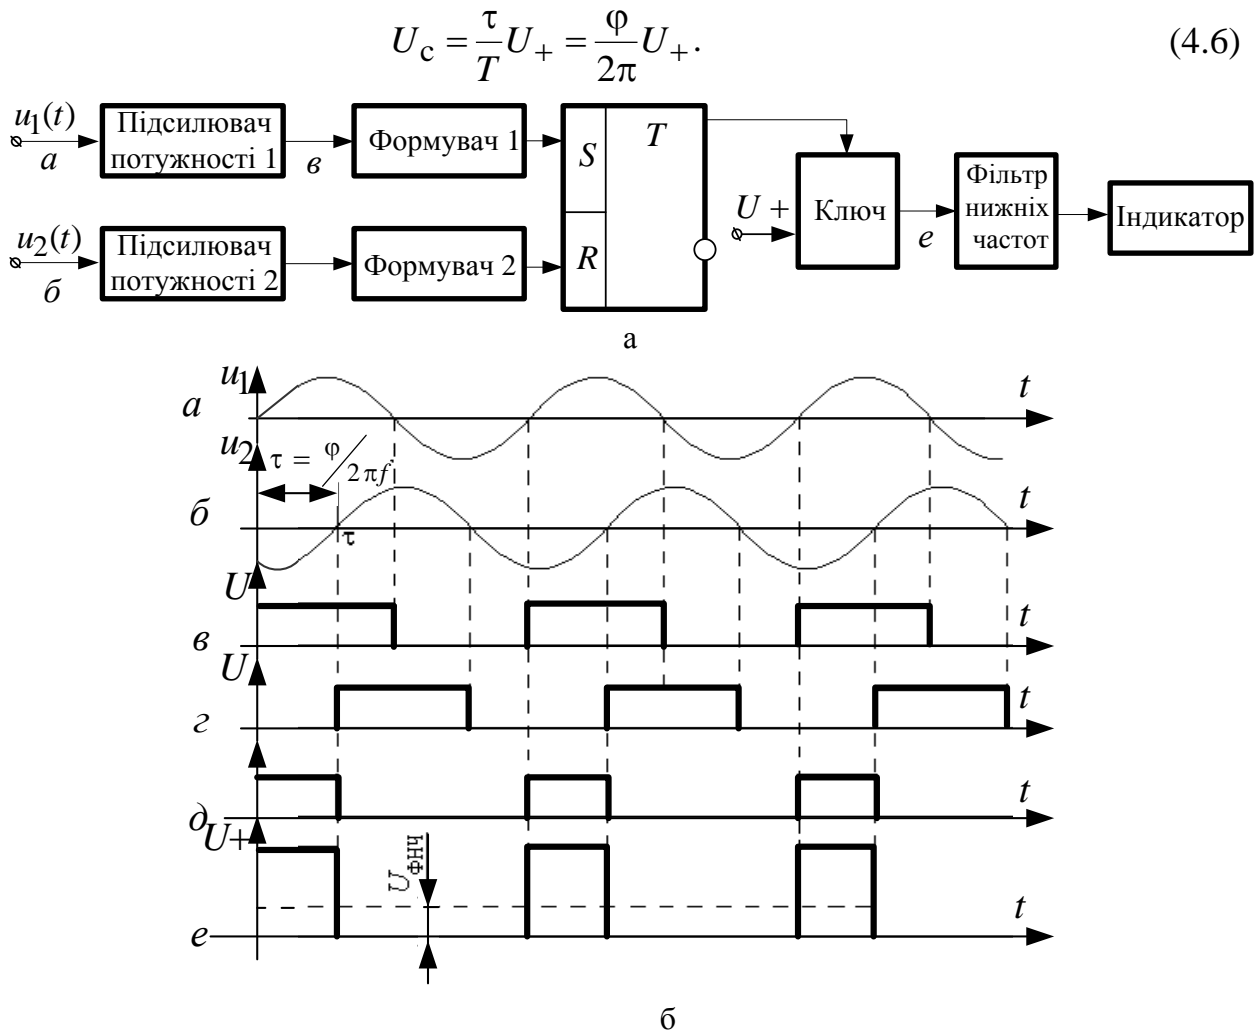 U_c = τ/T U_+ = φ/2π U_+. (4.6)
u1(t)
а
Підсилювач
потужності 1
в
Формувач 1
S
T
R
u2(t)
б
Підсилювач
потужності 2
Формувач 2
U +
Ключ
е
Фільтр
нижніх
частот
Індикатор
а
u1
t
а
u2
τ = φ/2πf
t
б
τ
U
t
в
U
t
г
t
д
U+
Uфнч
t
е
б